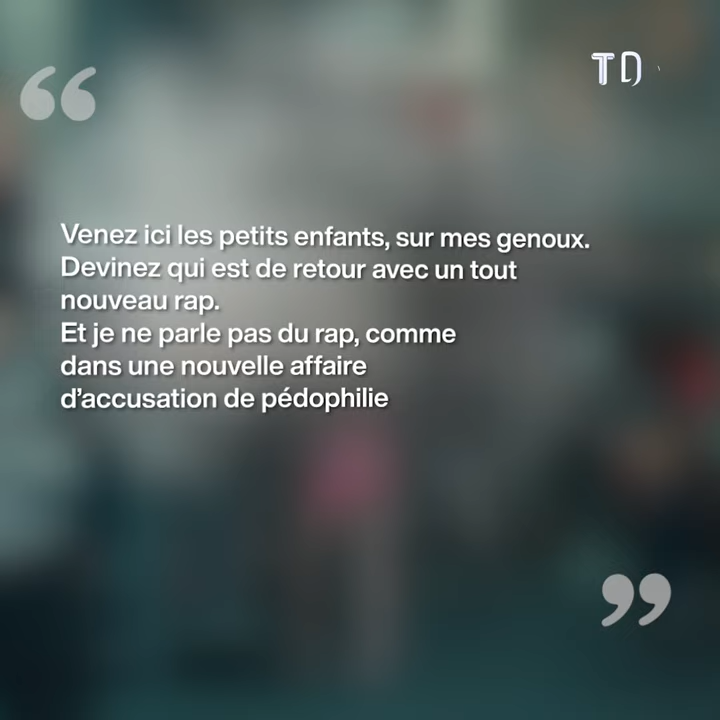 TD
Venez ici les petits enfants, sur mes genoux.
Devinez qui est de retour avec un tout
nouveau rap.
Et je ne parle pas du rap, comme
dans une nouvelle affaire
d’accusation de pédophilie